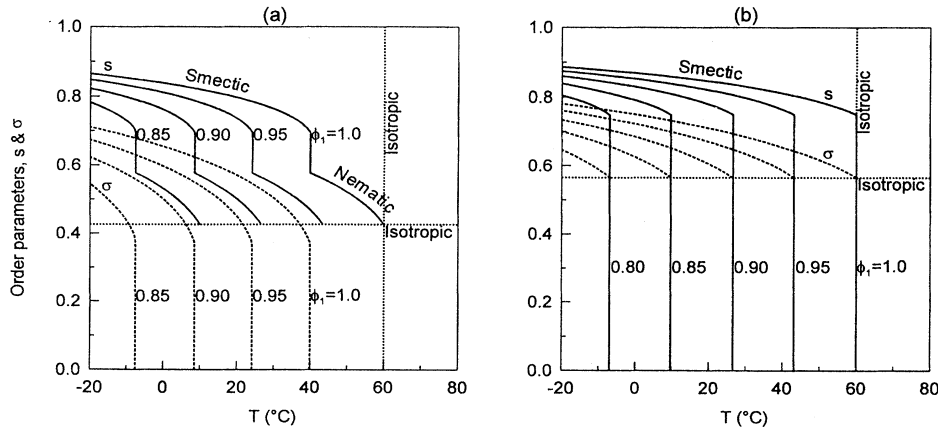 (a)
1.0
0.8
0.6
0.4
0.2
0.0
Order parameters, s & σ
s
Smectic
0.85
0.90
0.95
ϕ₁=1.0
Nematic
σ
Isotropic
Isotropic
0.85
0.90
0.95
ϕ₁=1.0
-20
0
20
40
60
80
T (°C)
(b)
1.0
0.8
0.6
0.4
0.2
0.0
Smectic
s
σ
Isotropic
Isotropic
0.80
0.85
0.90
0.95
ϕ₁=1.0
-20
0
20
40
60
80
T (°C)